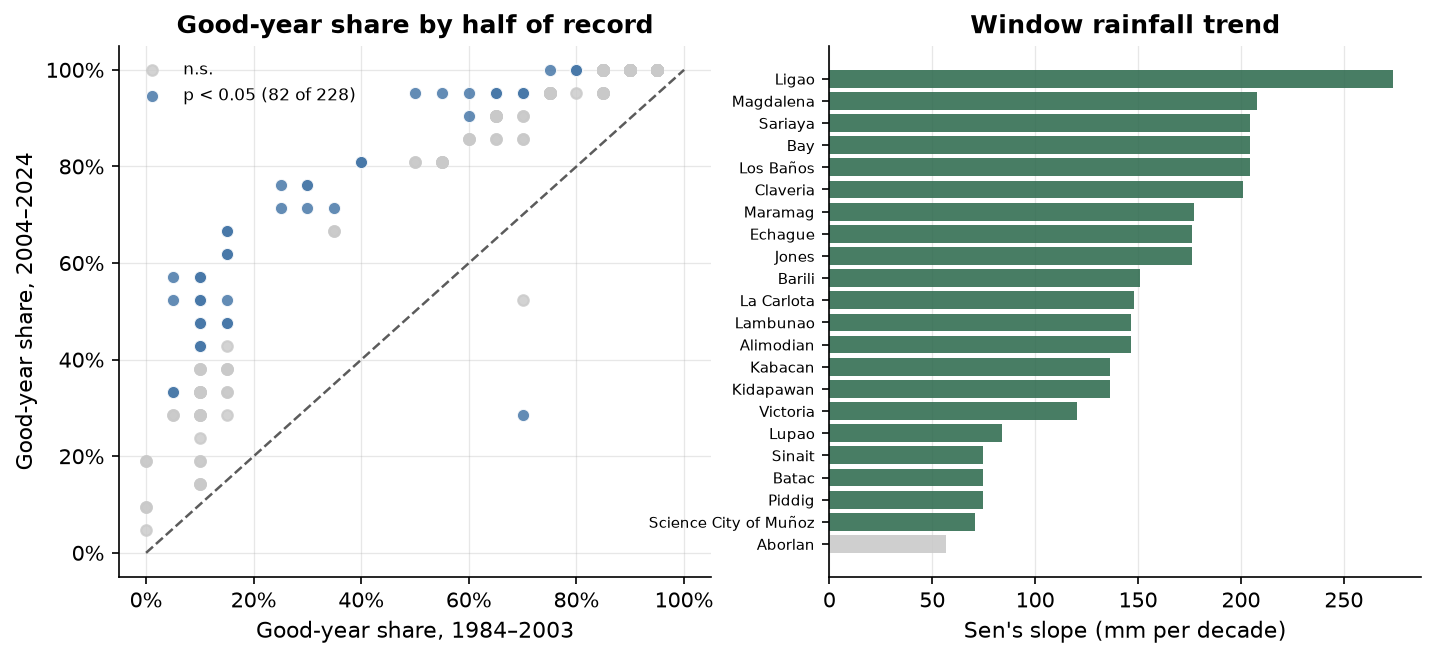 Good-year share by half of record
n.s.
p < 0.05 (82 of 228)
100%
80%
60%
40%
20%
0%
Good-year share, 2004–2024
0%
20%
40%
60%
80%
100%
Good-year share, 1984–2003
Window rainfall trend
Ligao
Magdalena
Sariaya
Bay
Los Baños
Claveria
Maramag
Echague
Jones
Barili
La Carlota
Lambunao
Alimodian
Kabacan
Kidapawan
Victoria
Lupao
Sinait
Batac
Piddig
Science City of Muñoz
Aborlan
0
50
100
150
200
250
Sen's slope (mm per decade)